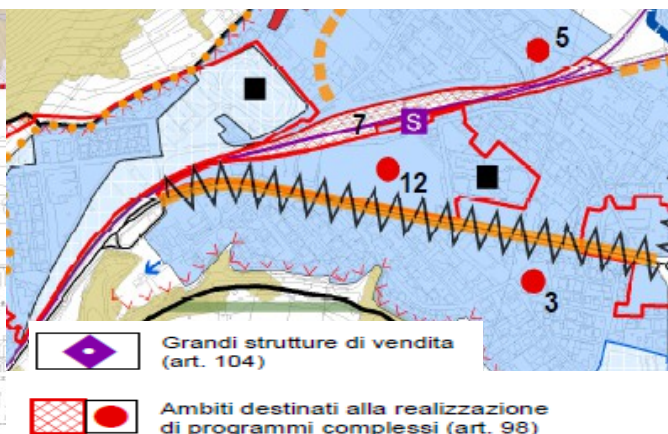 5
7
S
12
3
Grandi strutture di vendita
(art. 104)
Ambiti destinati alla realizzazione
di programmi complessi (art. 98)